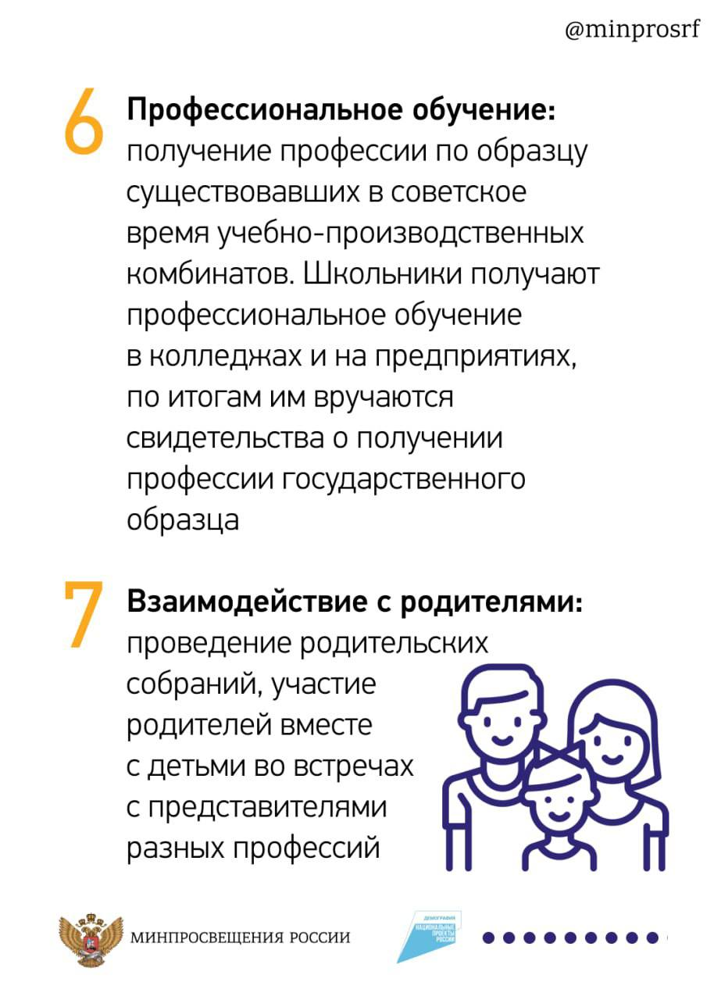 @minprosrf
6
Профессиональное обучение:
получение профессии по образцу
существовавших в советское
время учебно-производственных
комбинатов. Школьники получают
профессиональное обучение
в колледжах и на предприятиях,
по итогам им вручаются
свидетельства о получении
профессии государственного
образца
7
Взаимодействие с родителями:
проведение родительских
собраний, участие
родителей вместе
с детьми во встречах
с представителями
разных профессий
МИНПРОСВЕЩЕНИЯ РОССИИ
ДЕМОГРАФИЯ
НАЦИОНАЛЬНЫЕ
ПРОЕКТЫ
РОССИИ